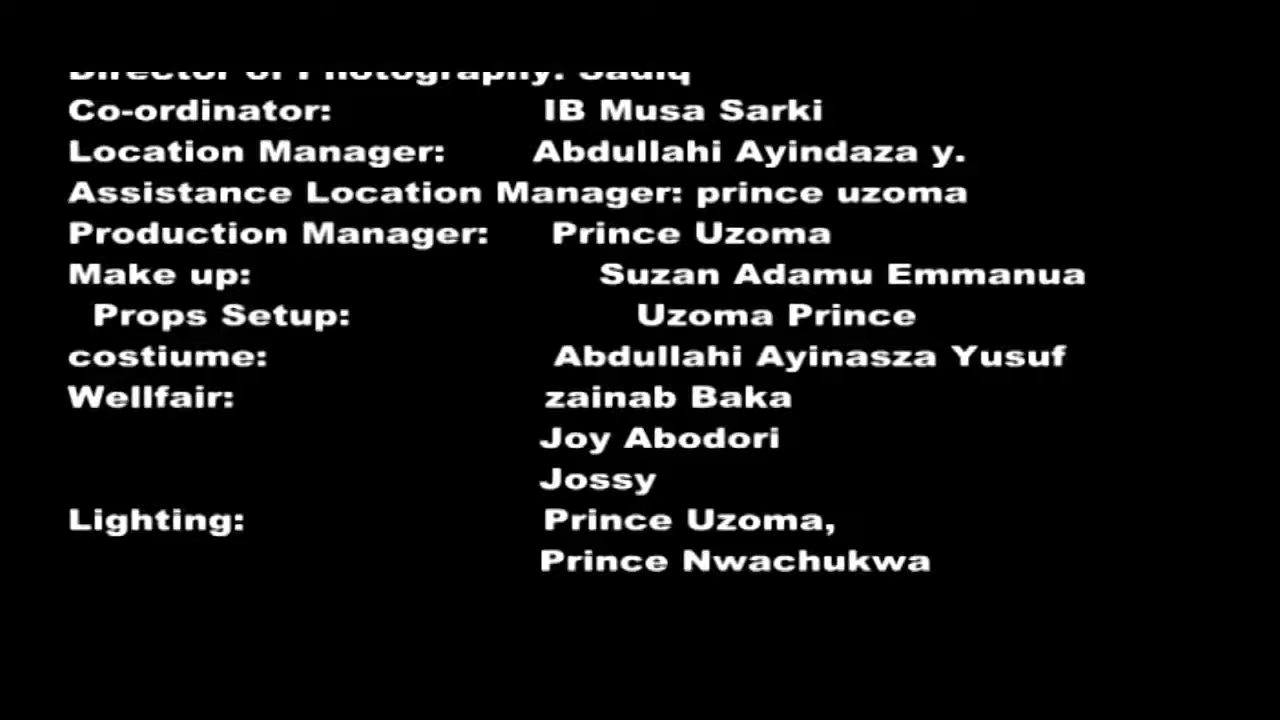 Director of Photography: Sadiq
Co-ordinator: IB Musa Sarki
Location Manager: Abdullahi Ayindaza y.
Assistance Location Manager: prince uzoma
Production Manager: Prince Uzoma
Make up: Suzan Adamu Emmanua
Props Setup: Uzoma Prince
costiume: Abdullahi Ayinasza Yusuf
Wellfair: zainab Baka
Joy Abodori
Jossy
Lighting: Prince Uzoma,
Prince Nwachukwa